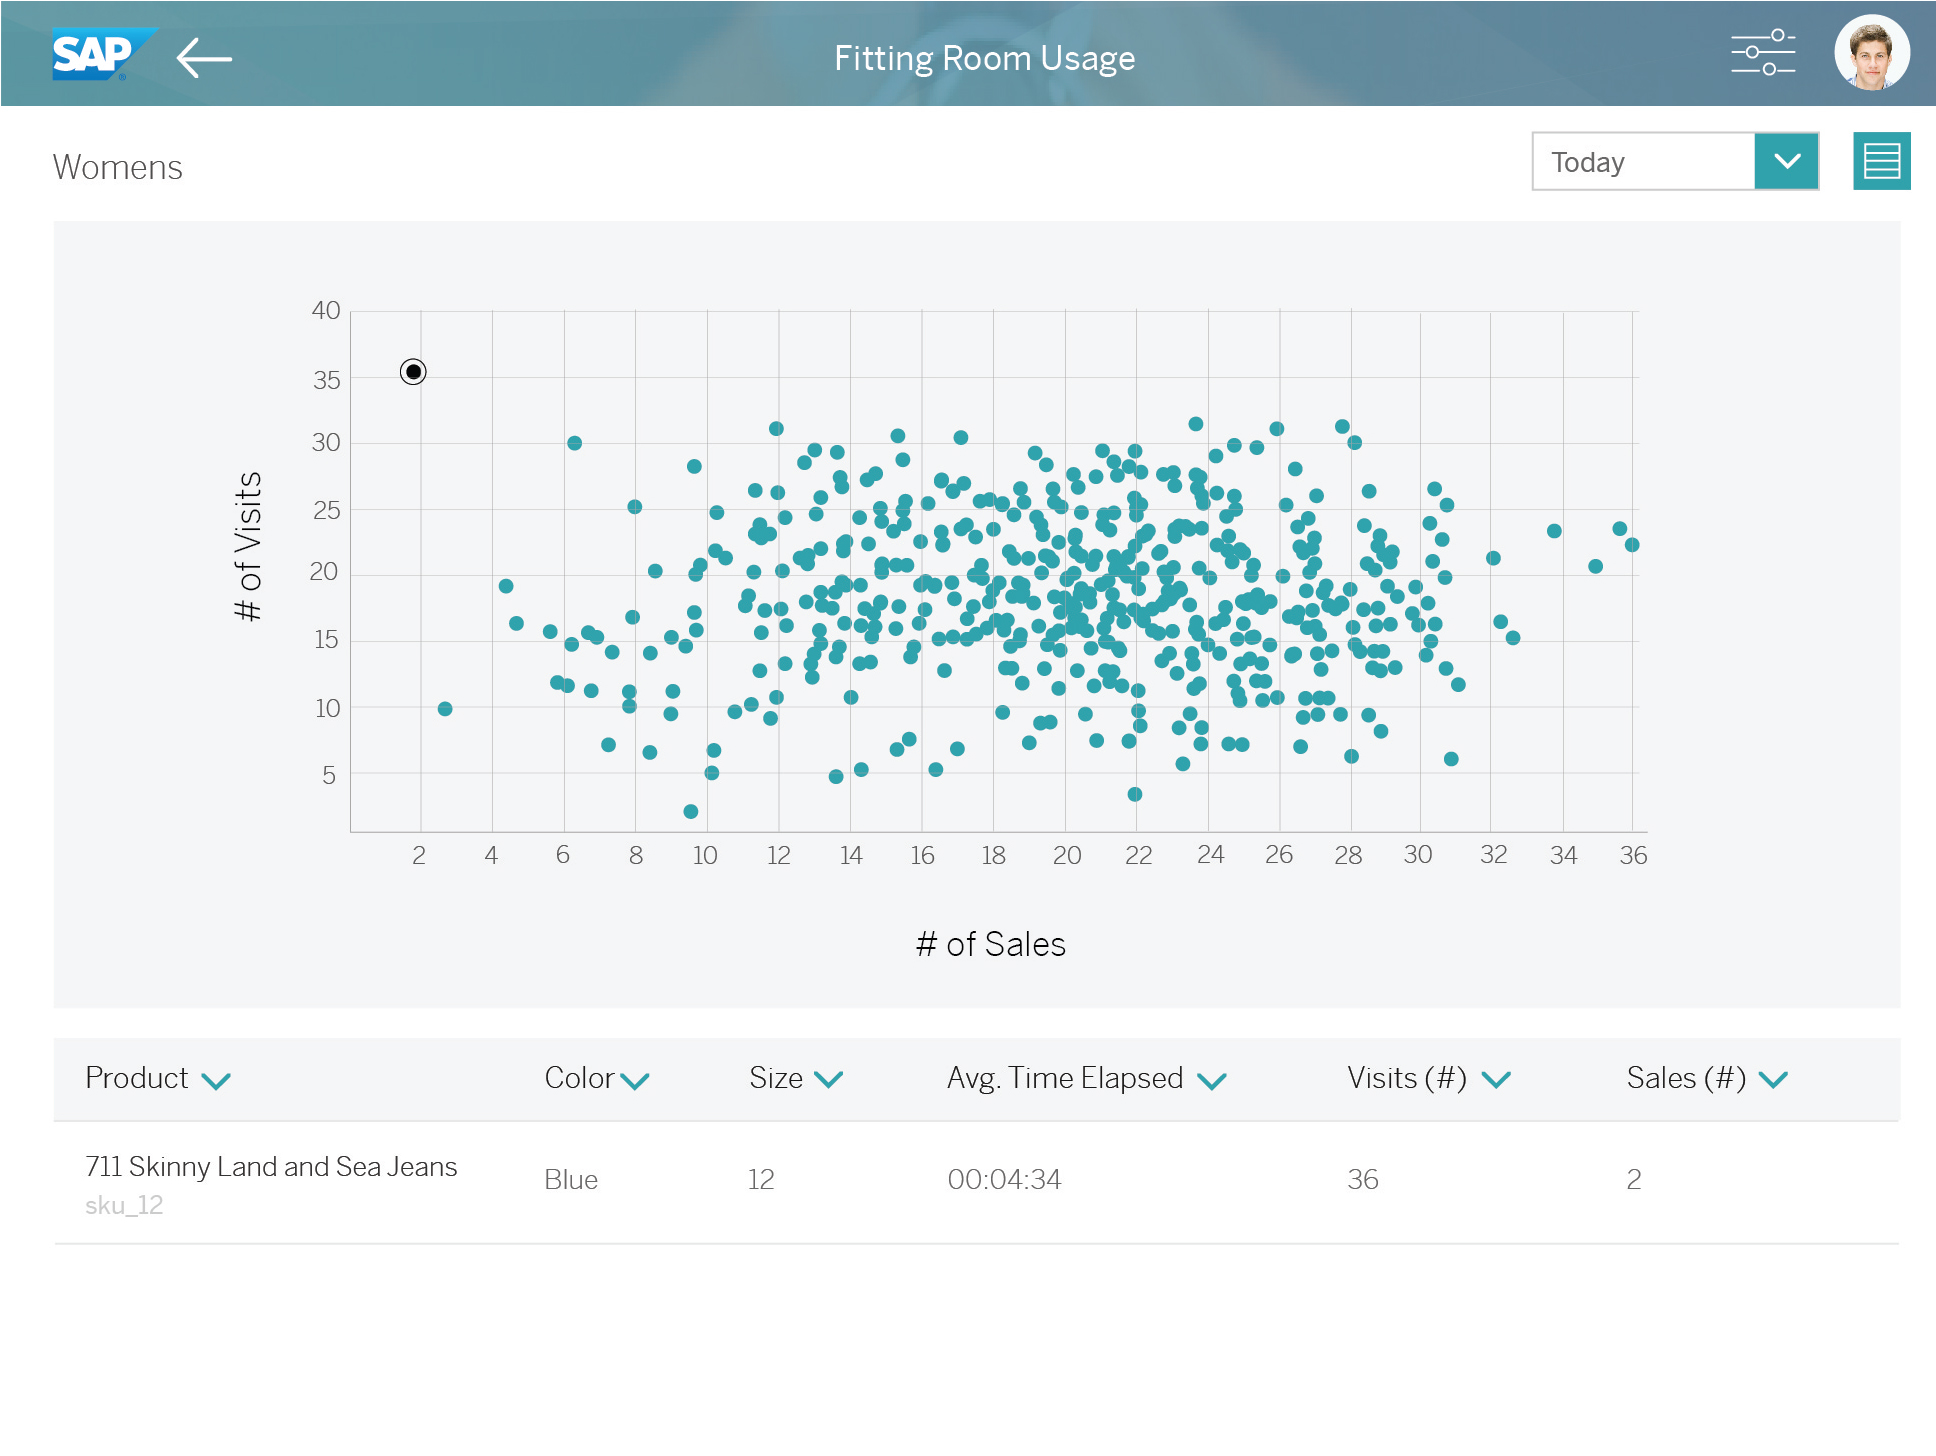 SAP
Fitting Room Usage
Womens
Today
# of Visits
40
35
30
25
20
15
10
5
2 4 6 8 10 12 14 16 18 20 22 24 26 28 30 32 34 36
# of Sales
Product Color Size Avg. Time Elapsed Visits (#) Sales (#)
711 Skinny Land and Sea Jeans Blue 12 00:04:34 36 2
sku_12